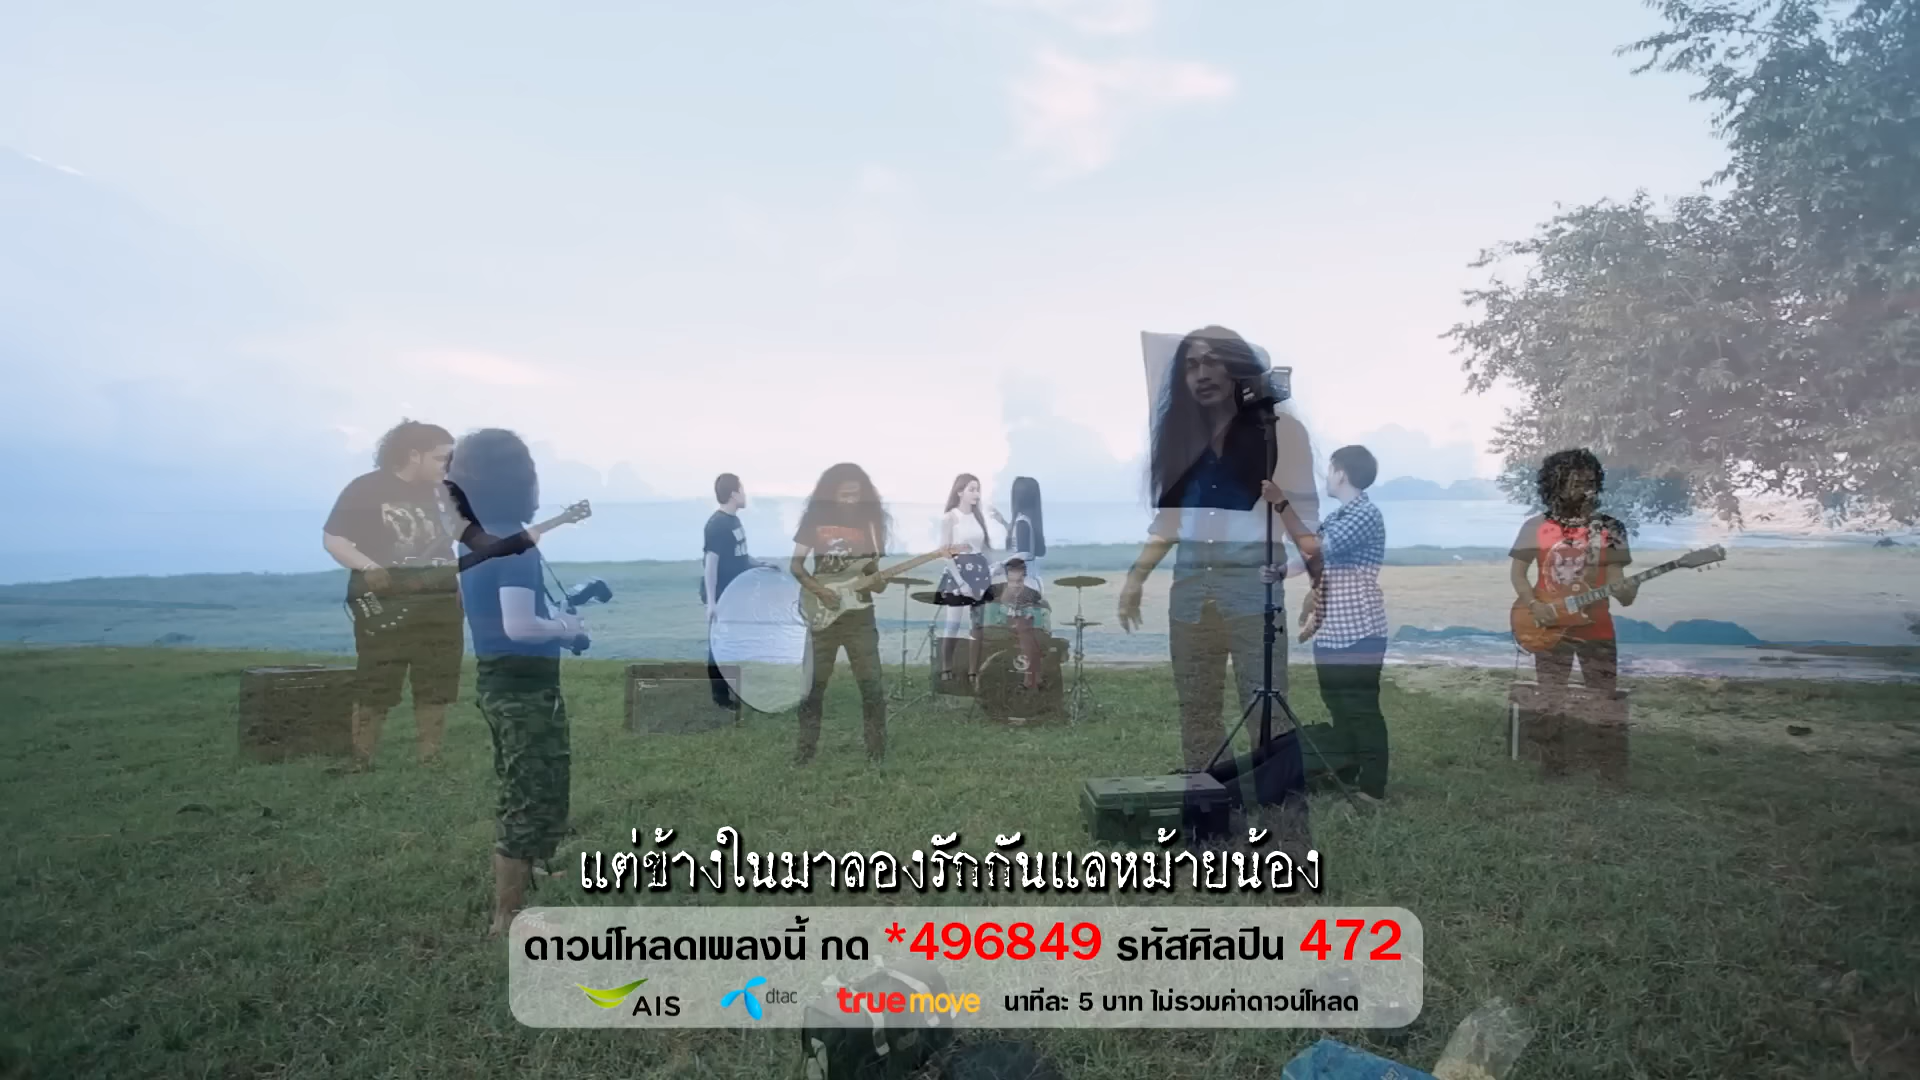 แต่ข้างในมาลองรักกันแลหม้ายน้อง
ดาวน์โหลดเพลงนี้ กด *496849 รหัสศิลปิน 472
AIS dtac truemove นาทีละ 5 บาท ไม่รวมค่าดาวน์โหลด